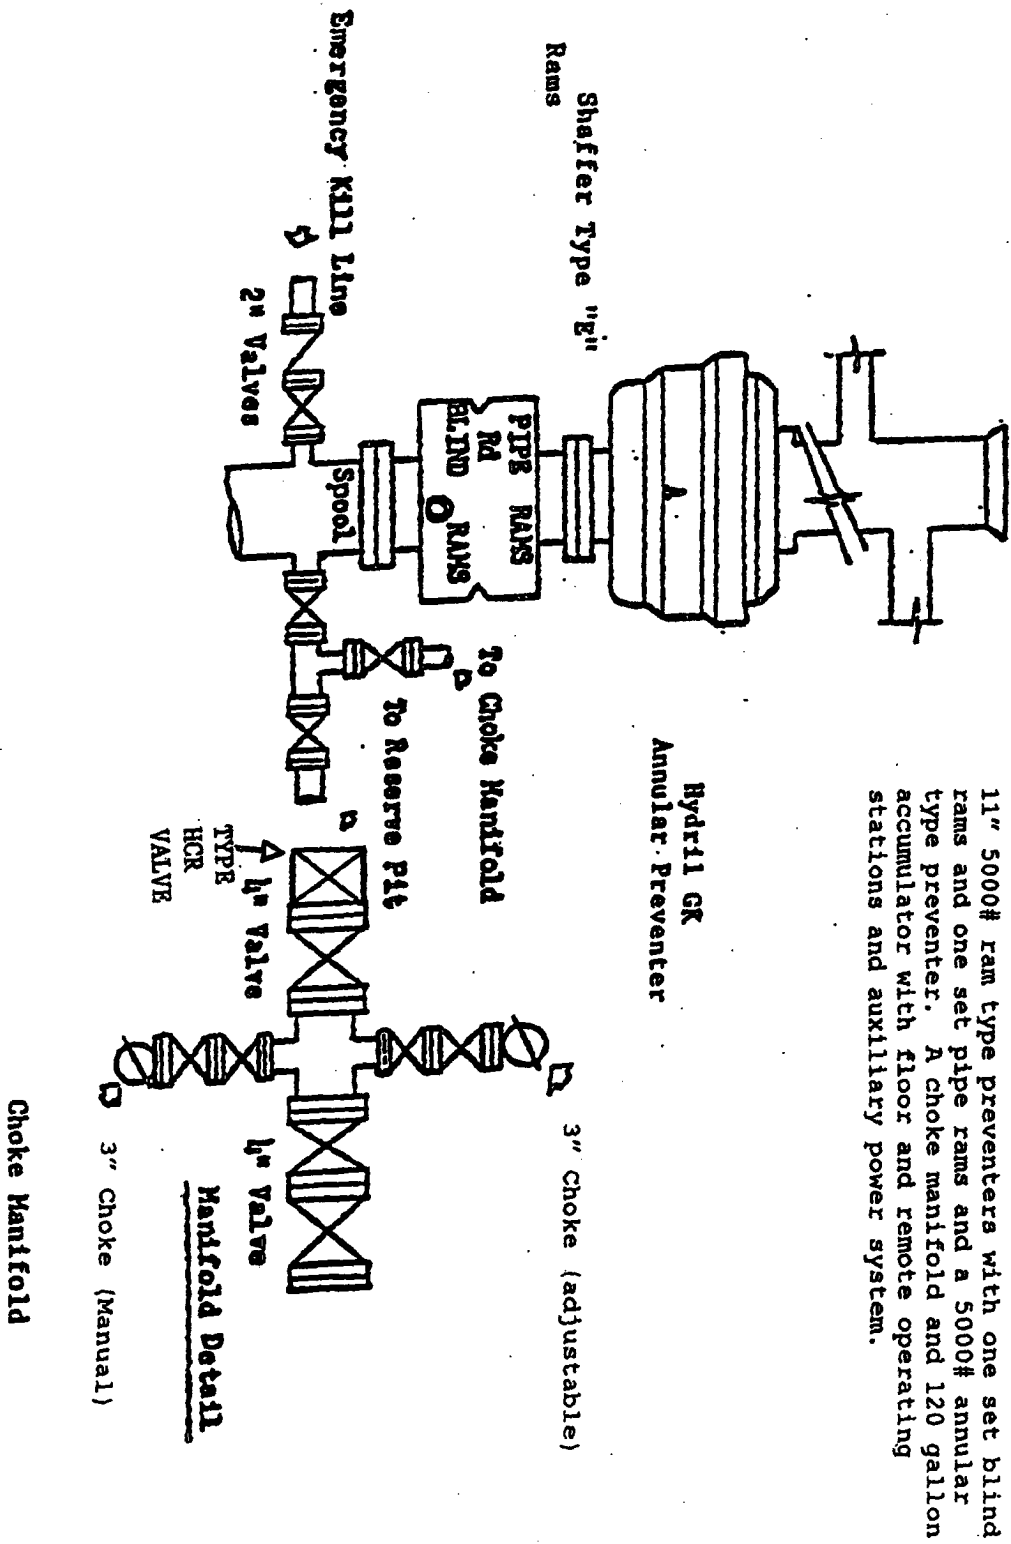 11" 5000# ram type preventers with one set blind
rams and one set pipe rams and a 5000# annular
type preventer. A choke manifold and 120 gallon
accumulator with floor and remote operating
stations and auxiliary power system.
Hydril GK
Annular Preventer
A
Shaffer Type "E"
Rams
PIPE RAMS
Rd
BLIND RAMS
Spool
Emergency Kill Line
2" Valves
To Choke Manifold
To Reserve Pit
TYPE
HCR
VALVE
4" Valve
4" Valve
3" Choke (adjustable)
3" Choke (Manual)
Manifold Detail
Choke Manifold